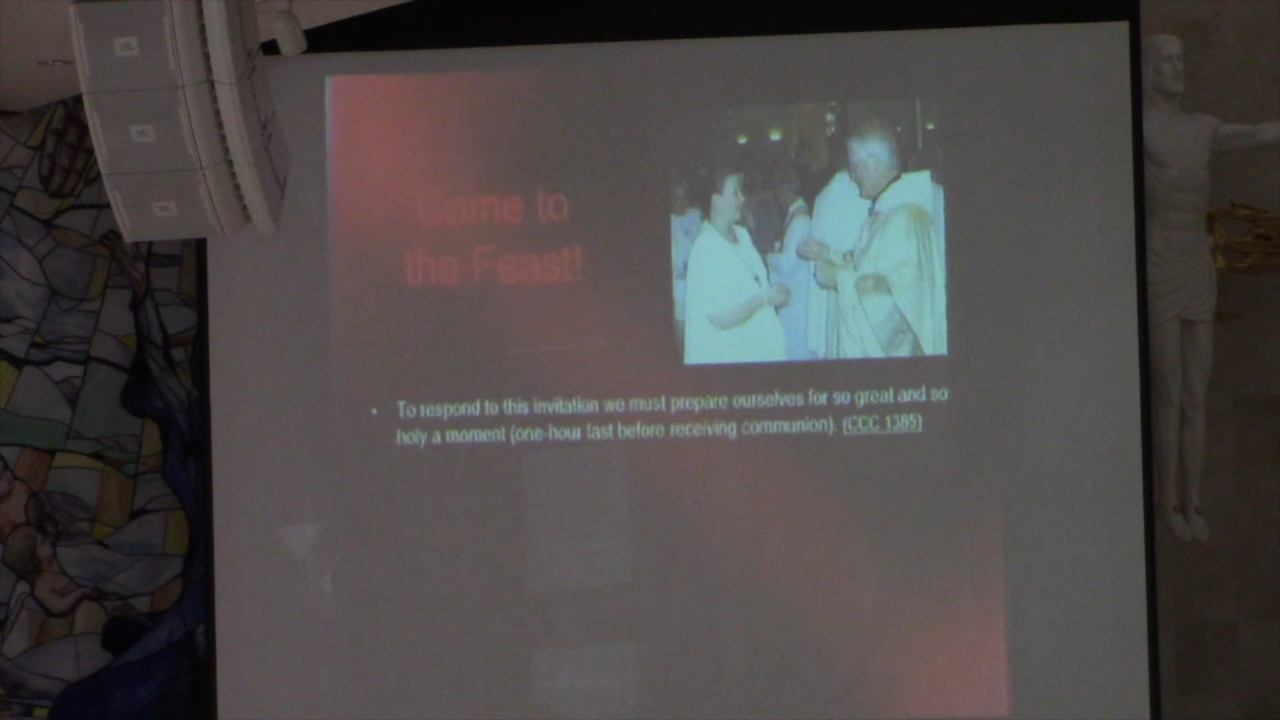 Come to
the Feast!
• To respond to this invitation we must prepare ourselves for so great and so
holy a moment (one-hour fast before receiving communion). (CCC 1385)